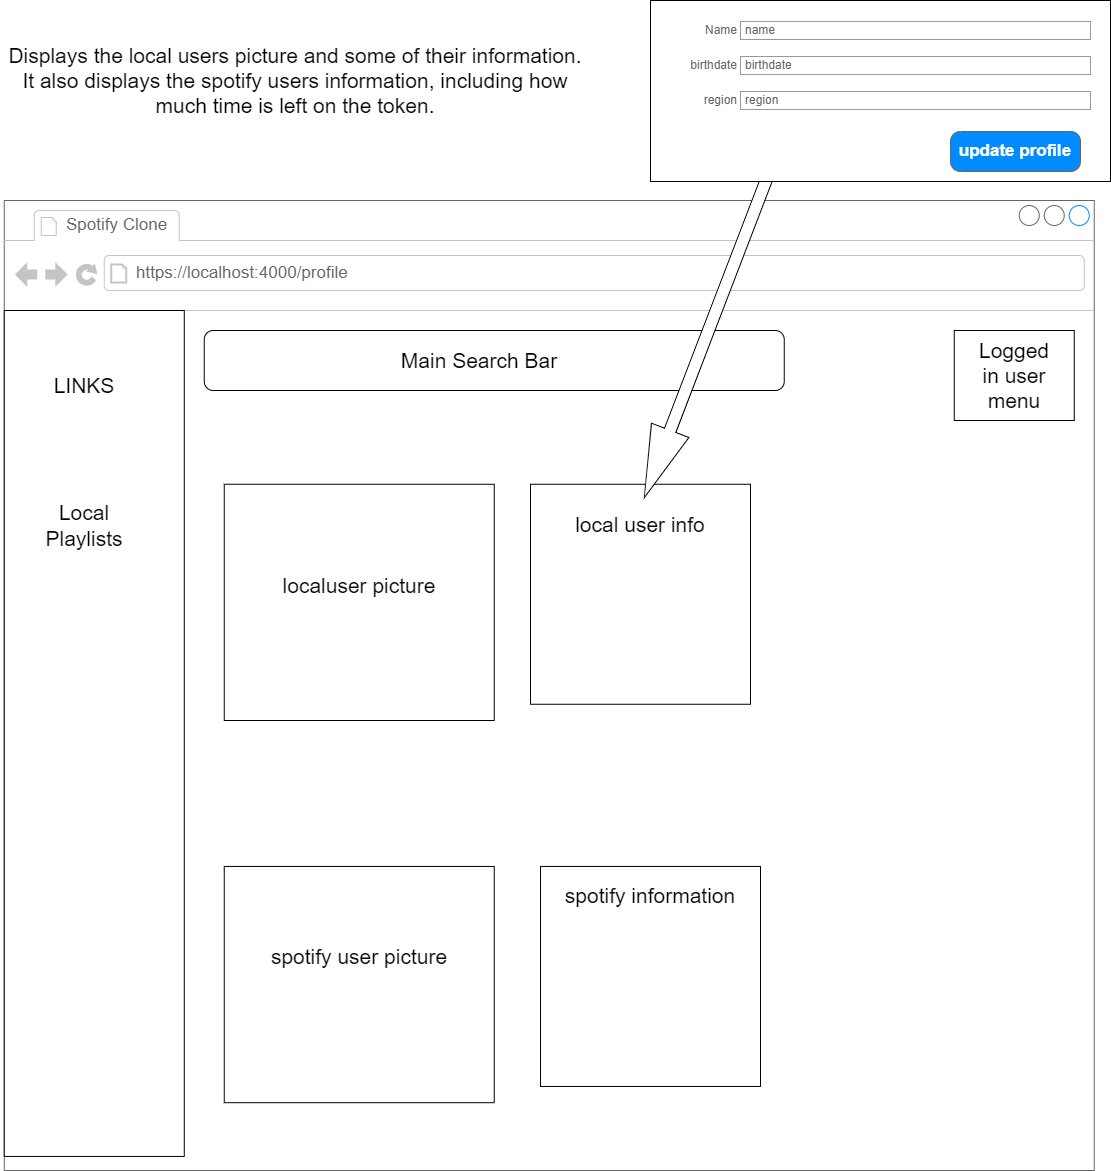 Displays the local users picture and some of their information.
It also displays the spotify users information, including how
much time is left on the token.
Name name
birthdate birthdate
region region
update profile
Spotify Clone
https://localhost:4000/profile
LINKS
Local
Playlists
Main Search Bar
Logged
in user
menu
localuser picture
local user info
spotify user picture
spotify information